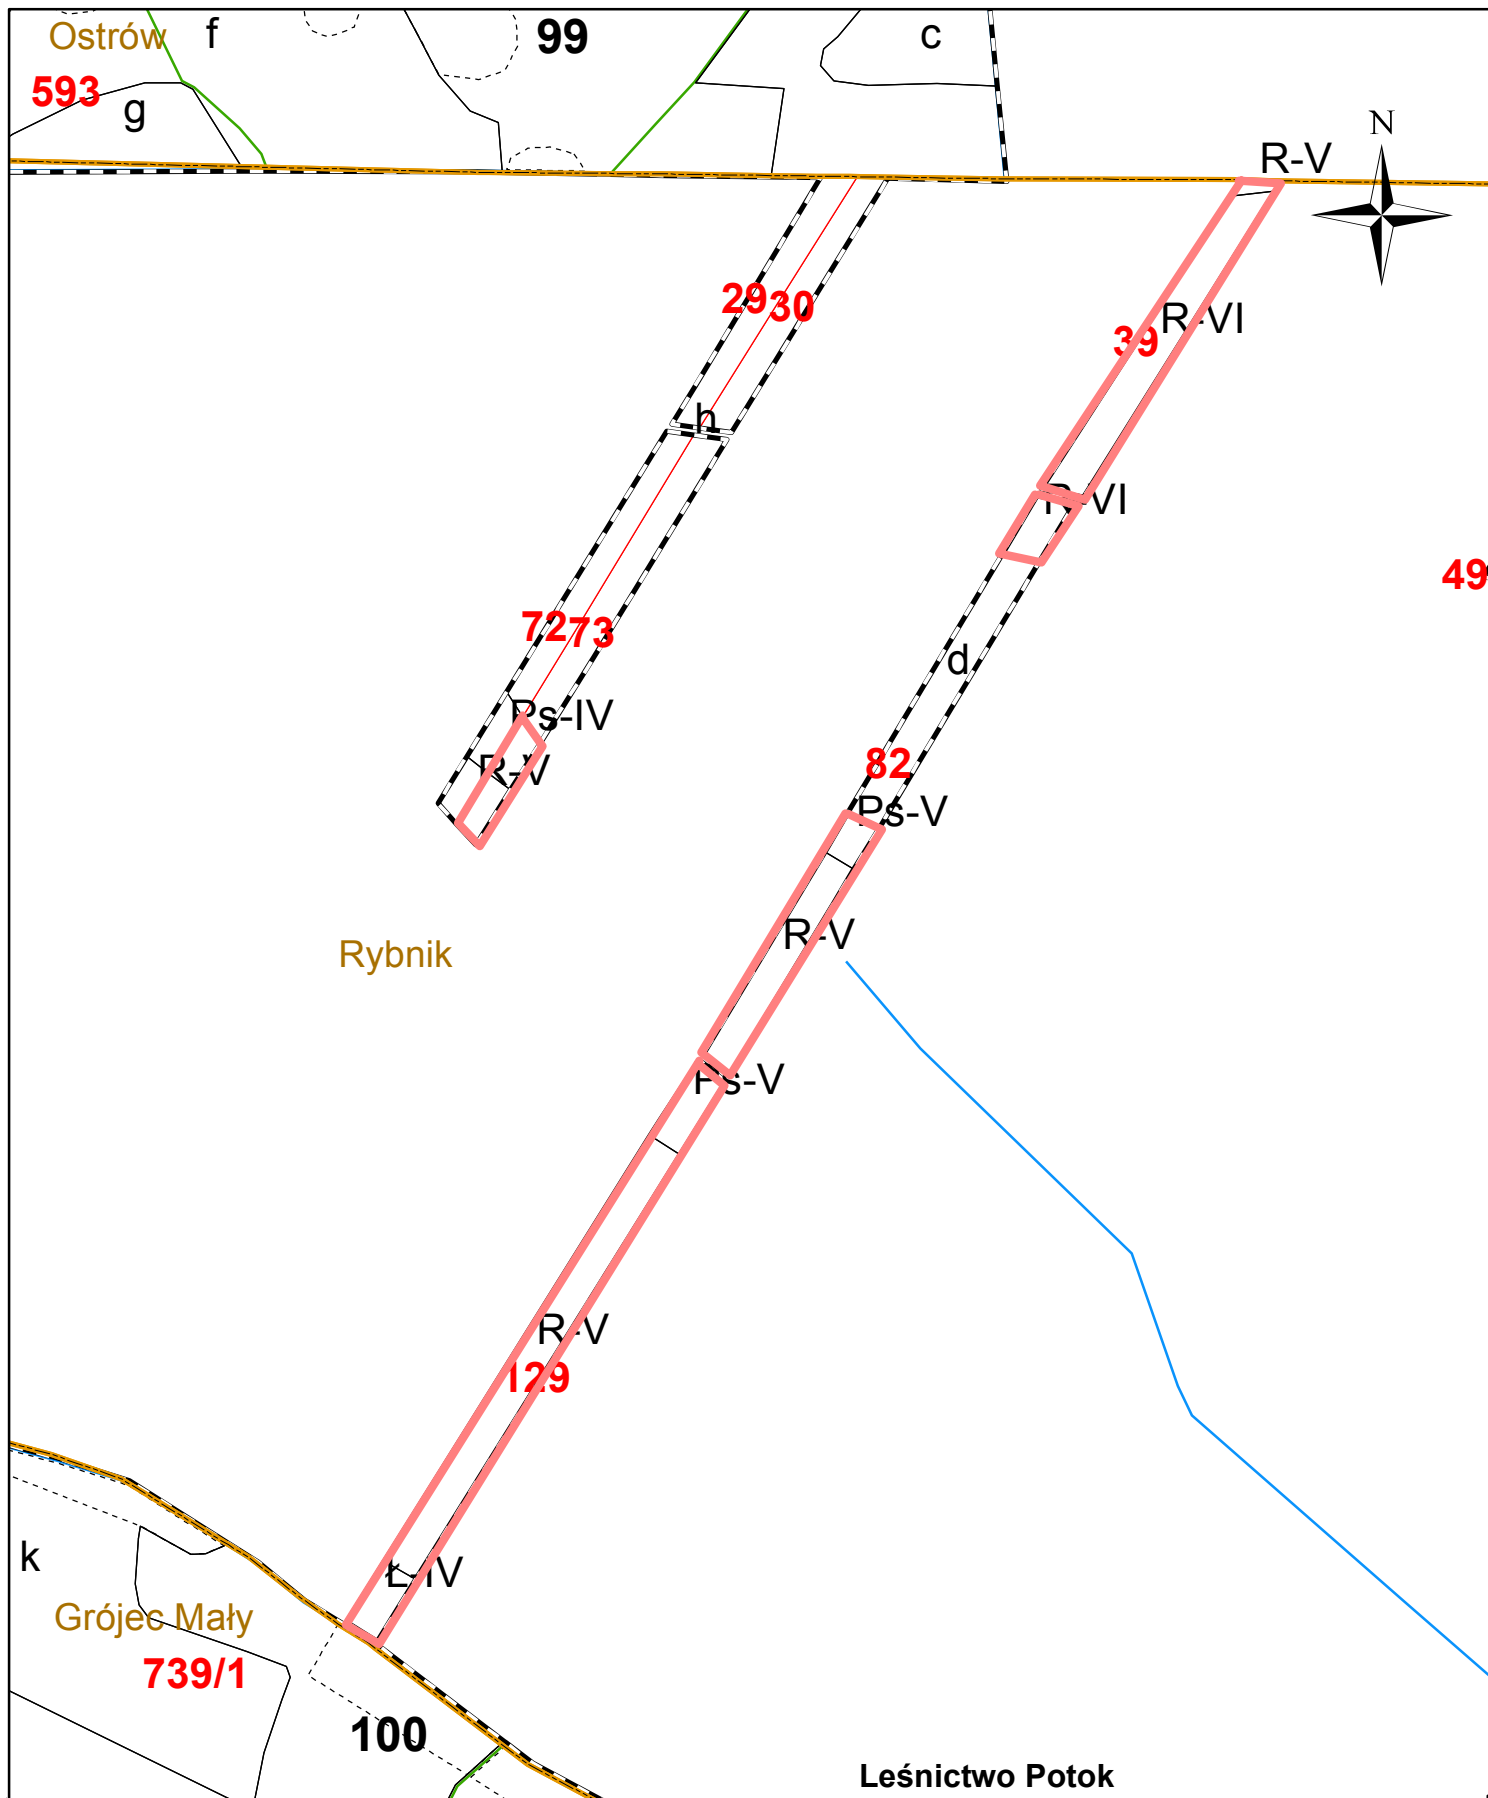 Ostrów
f
99
c
593
g
N
R-V
29
30
39
R-VI
h
R-VI
49
72
73
d
Ps-IV
R-V
82
Ps-V
R-V
Rybnik
Ps-V
R-V
129
k
Ł-IV
Grójec Mały
739/1
100
Leśnictwo Potok